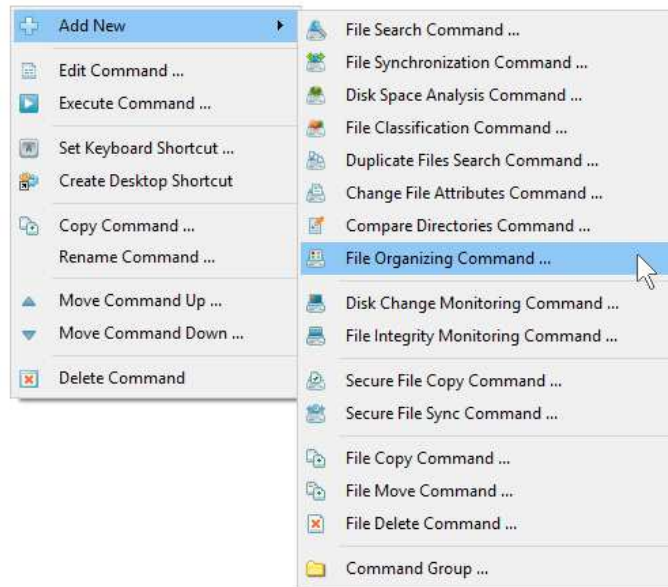 Add New
Edit Command ...
Execute Command ...
Set Keyboard Shortcut ...
Create Desktop Shortcut
Copy Command ...
Rename Command ...
Move Command Up ...
Move Command Down ...
Delete Command
File Search Command ...
File Synchronization Command ...
Disk Space Analysis Command ...
File Classification Command ...
Duplicate Files Search Command ...
Change File Attributes Command ...
Compare Directories Command ...
File Organizing Command ...
Disk Change Monitoring Command ...
File Integrity Monitoring Command ...
Secure File Copy Command ...
Secure File Sync Command ...
File Copy Command ...
File Move Command ...
File Delete Command ...
Command Group ...